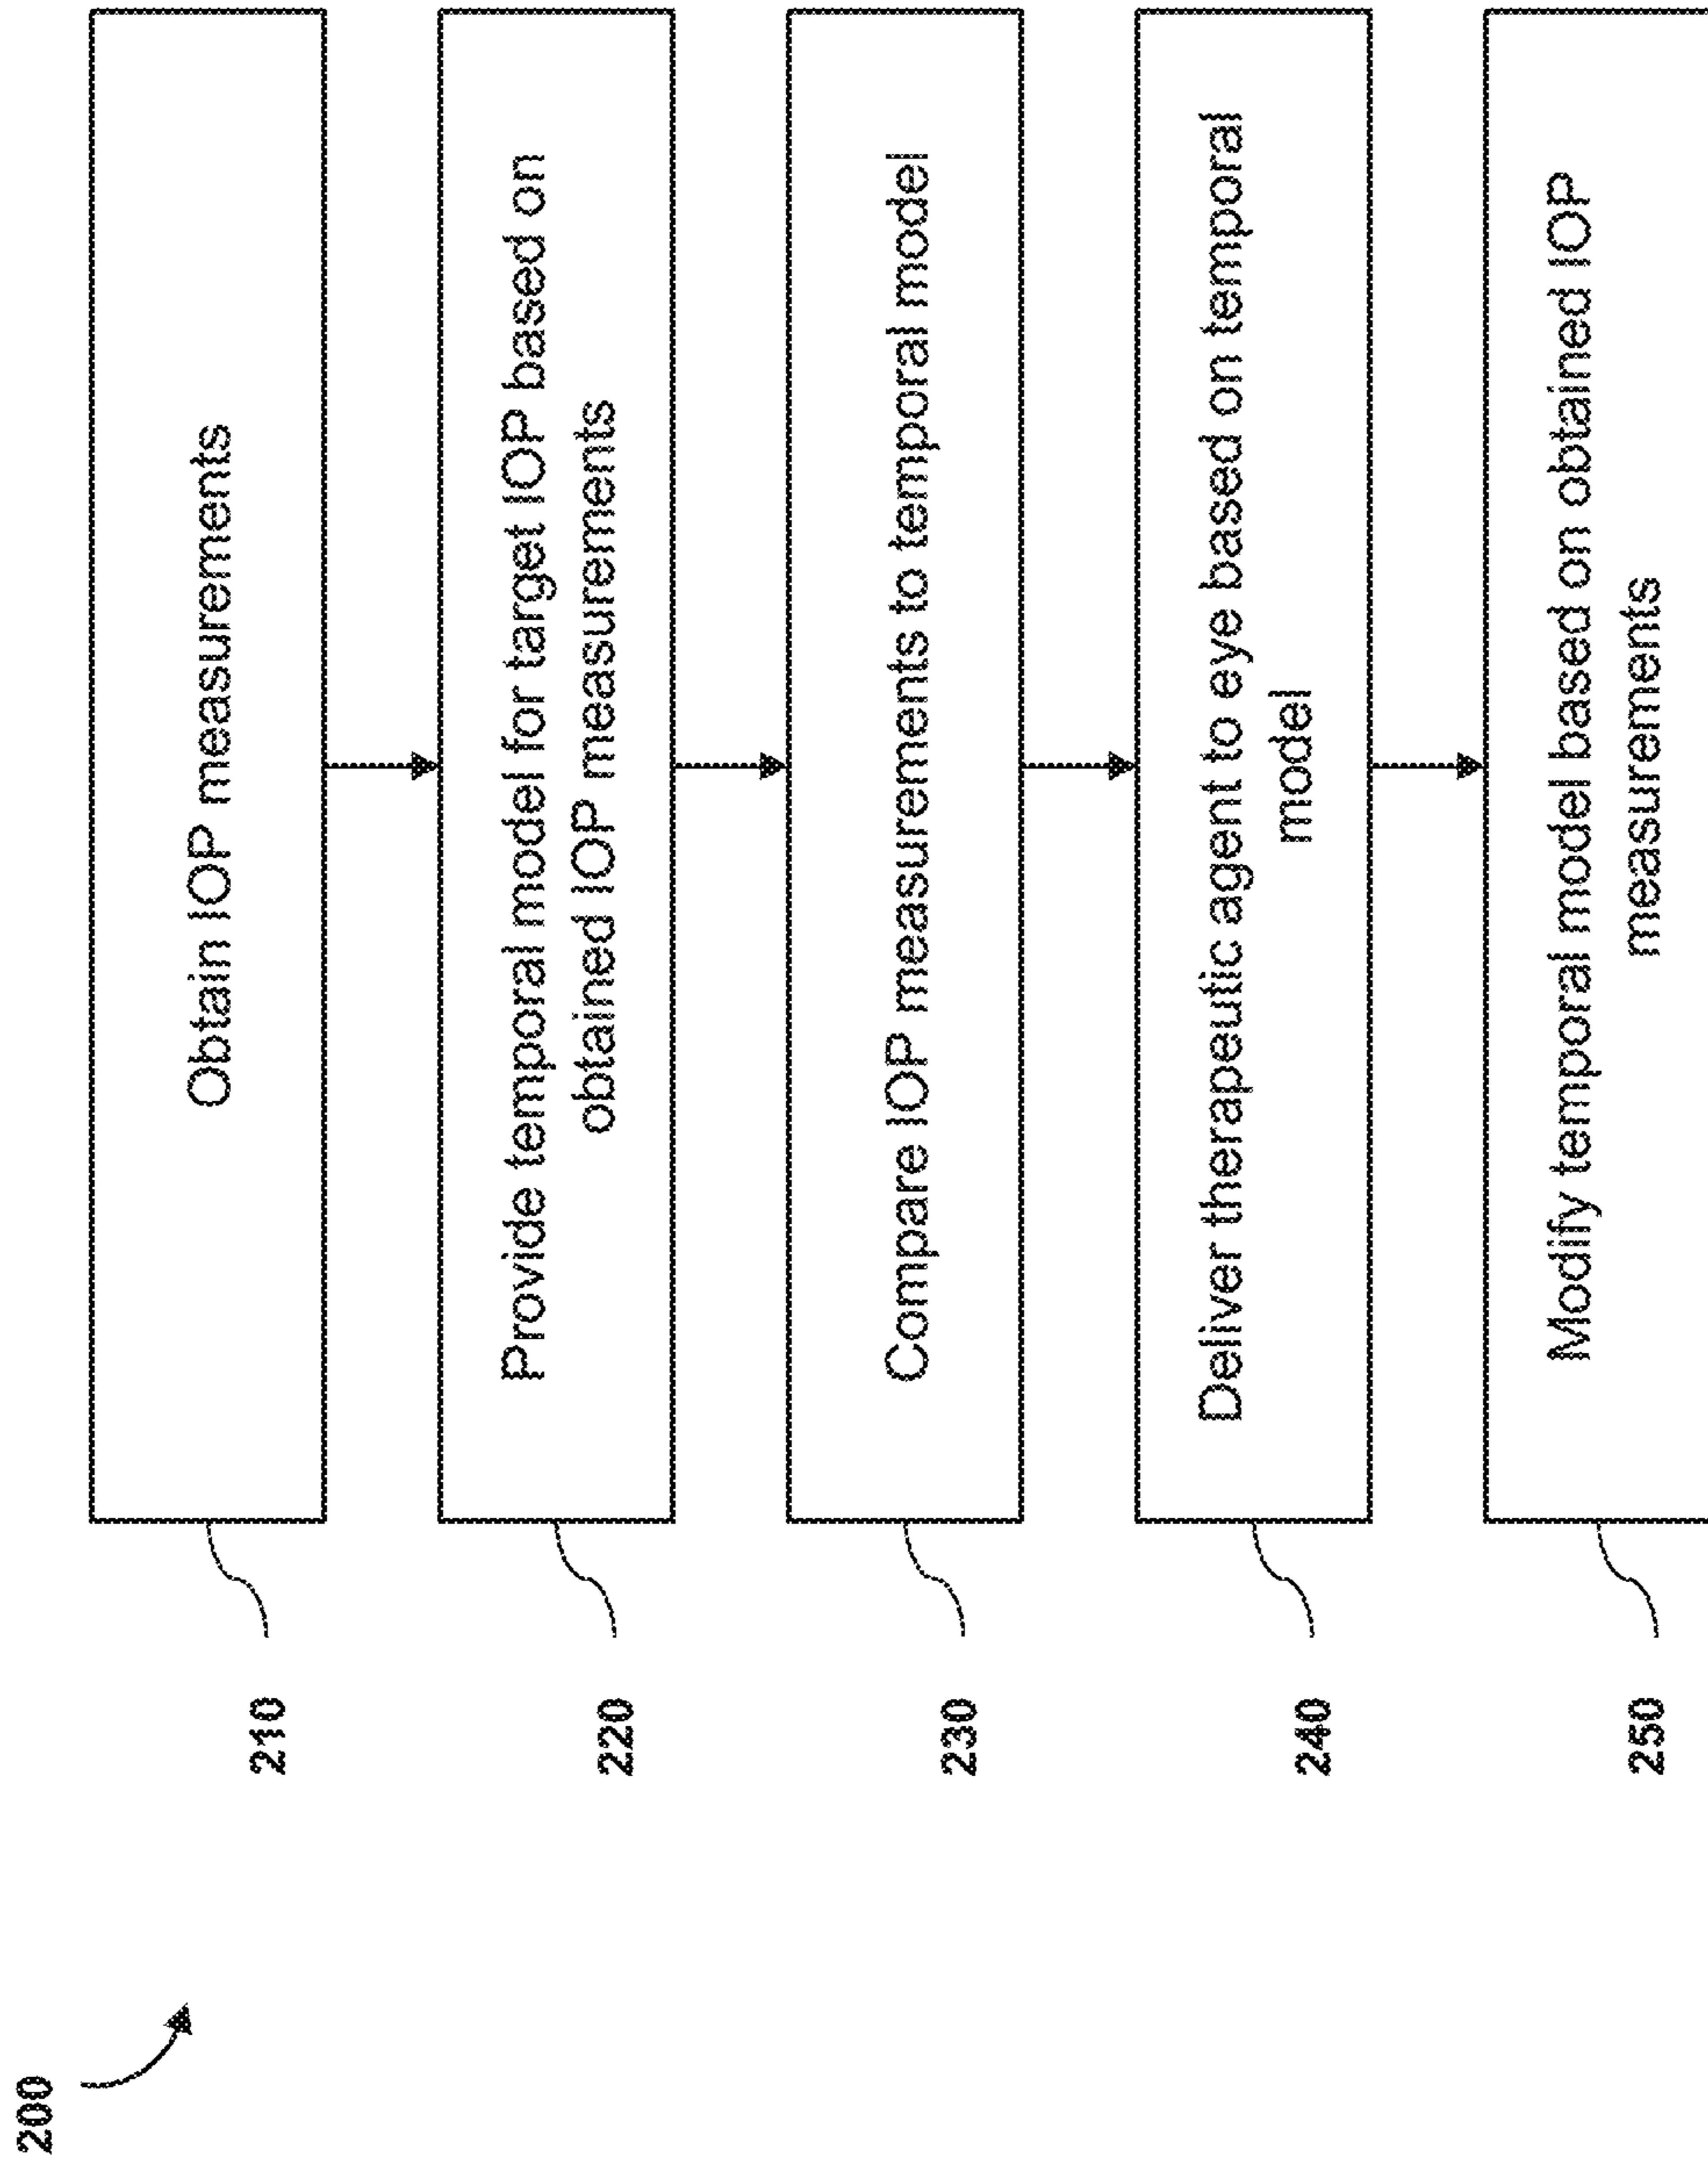 200
210
Obtain IOP measurements
220
Provide temporal model for target IOP based on
obtained IOP measurements
230
Compare IOP measurements to temporal model
240
Deliver therapeutic agent to eye based on temporal
model
250
Modify temporal model based on obtained IOP
measurements